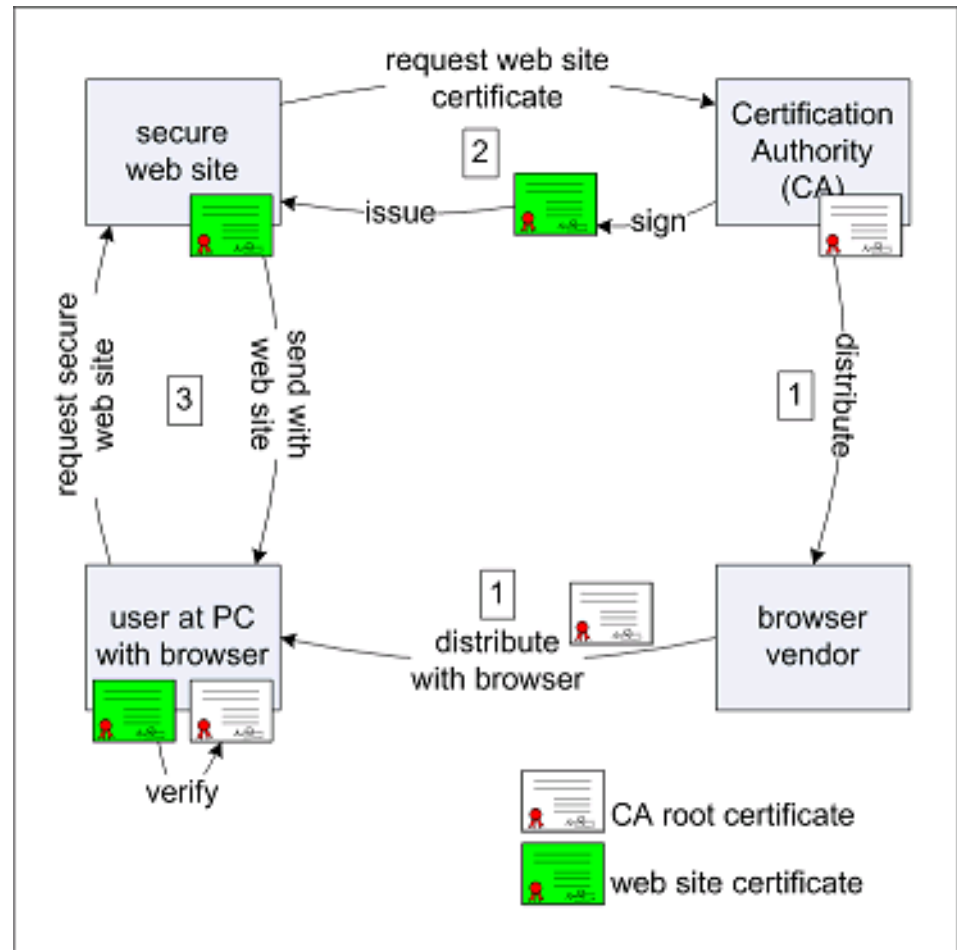 request web site
certificate
secure
web site
2
Certification
Authority
(CA)
issue
sign
request secure
web site
3
send with
web site
1
distribute
user at PC
with browser
1
distribute
with browser
browser
vendor
verify
CA root certificate
web site certificate